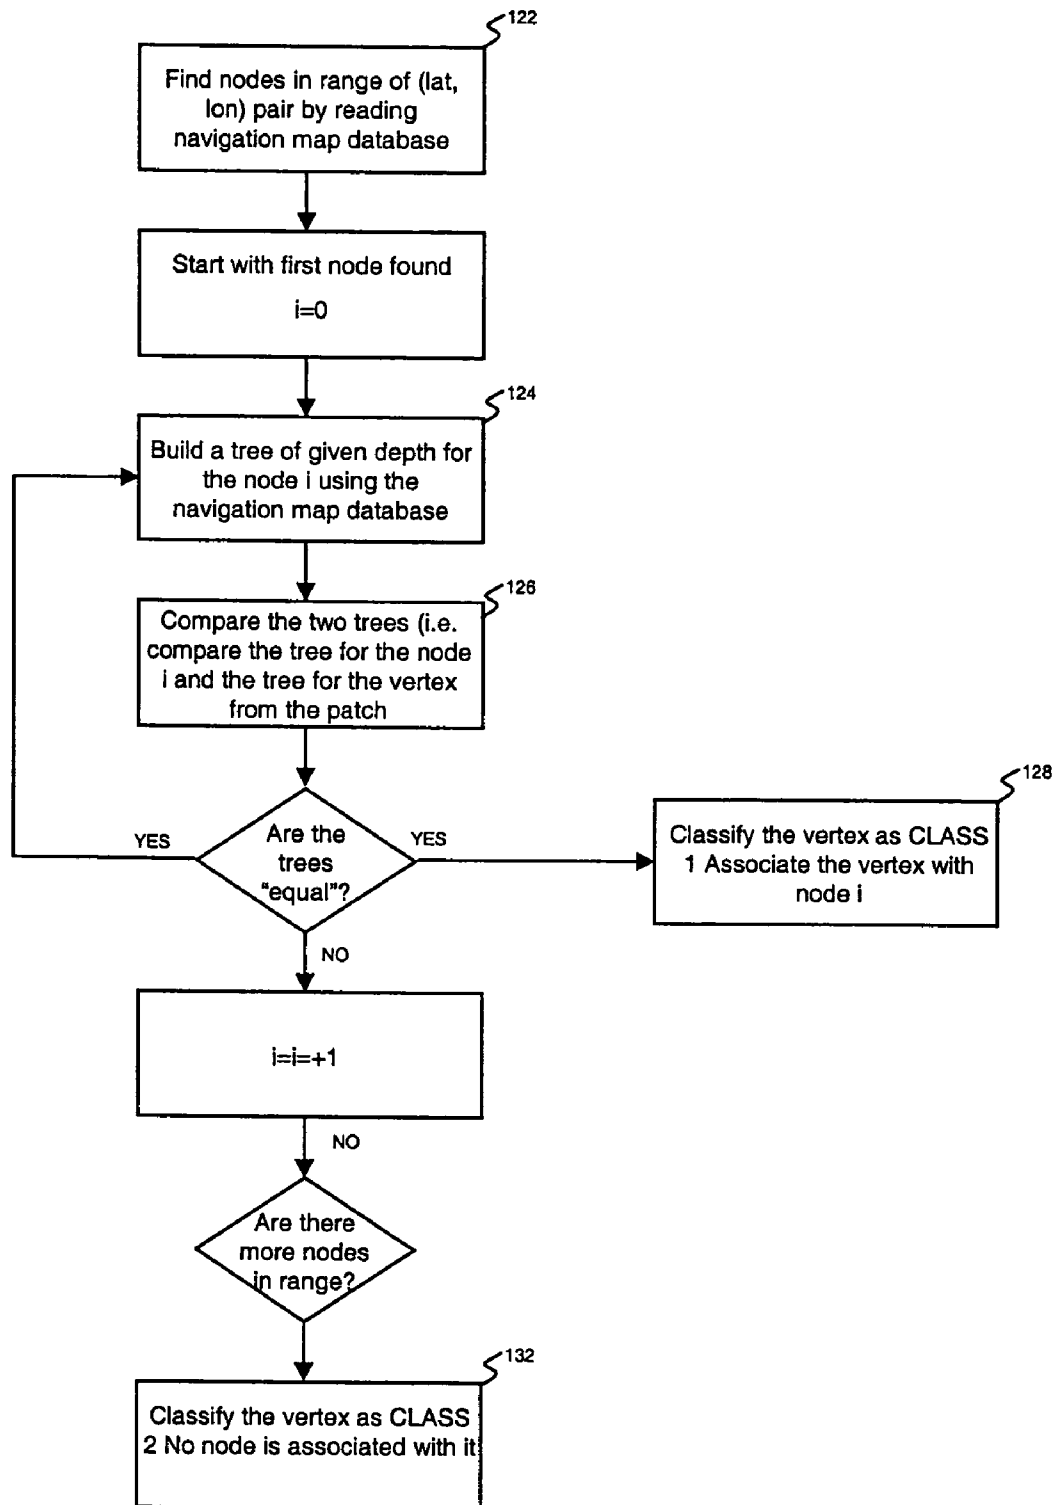 122
Find nodes in range of (lat,
lon) pair by reading
navigation map database
Start with first node found
i=0
124
Build a tree of given depth for
the node i using the
navigation map database
126
Compare the two trees (i.e.
compare the tree for the node
i and the tree for the vertex
from the patch
128
YES
Are the
trees
"equal"?
YES
Classify the vertex as CLASS
1 Associate the vertex with
node i
NO
i=i=+1
NO
Are there
more nodes
in range?
132
Classify the vertex as CLASS
2 No node is associated with it